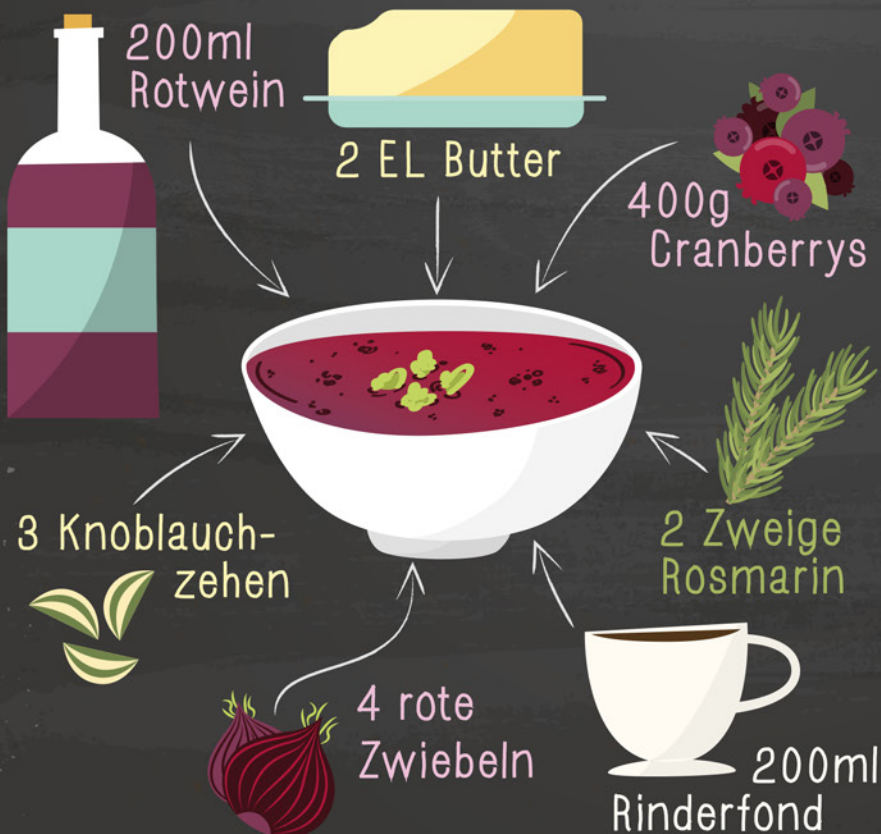 200ml
Rotwein
2 EL Butter
400g
Cranberrys
3 Knoblauch-
zehen
2 Zweige
Rosmarin
4 rote
Zwiebeln
200ml
Rinderfond